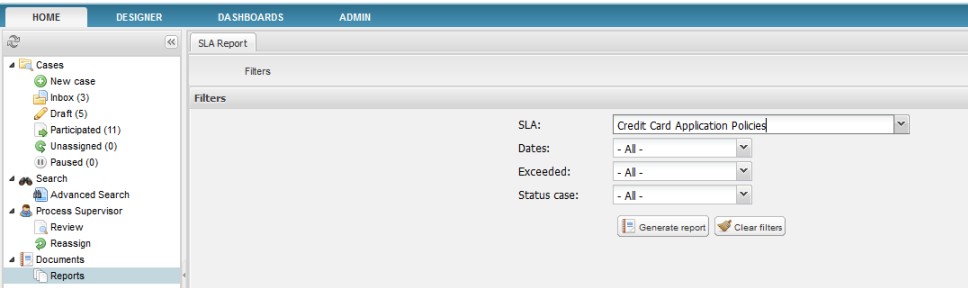 HOME DESIGNER DASHBOARDS ADMIN
SLA Report
Cases
New case
Inbox (3)
Draft (5)
Participated (11)
Unassigned (0)
Paused (0)
Search
Advanced Search
Process Supervisor
Review
Reassign
Documents
Reports
Filters
Filters
SLA: Credit Card Application Policies
Dates: - All -
Exceeded: - All -
Status case: - All -
Generate report Clear filters